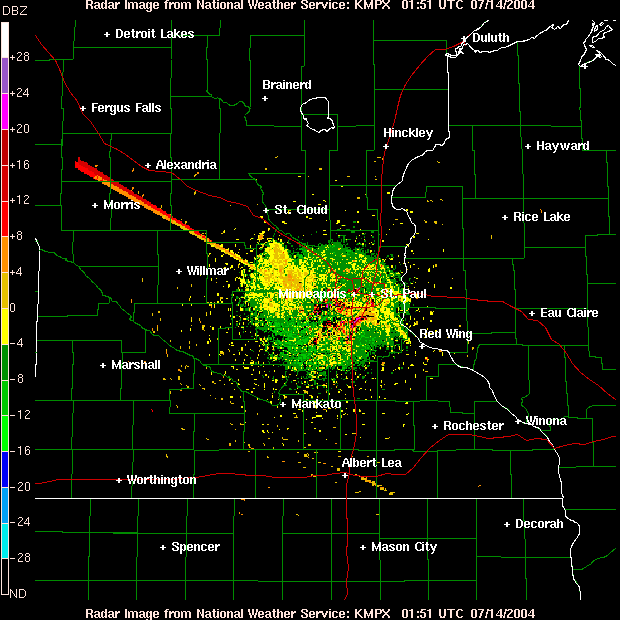 Radar Image from National Weather Service: KMPX 01:51 UTC 07/14/2004
DBZ
+28
+24
+20
+16
+12
+8
+4
0
-4
-8
-12
-16
-20
-24
-28
ND
Detroit Lakes
Duluth
Brainerd
Fergus Falls
Hinckley
Hayward
Alexandria
Morris
St. Cloud
Rice Lake
Willmar
Minneapolis
St. Paul
Eau Claire
Red Wing
Marshall
Mankato
Rochester
Winona
Albert Lea
Worthington
Decorah
Spencer
Mason City
Radar Image from National Weather Service: KMPX 01:51 UTC 07/14/2004